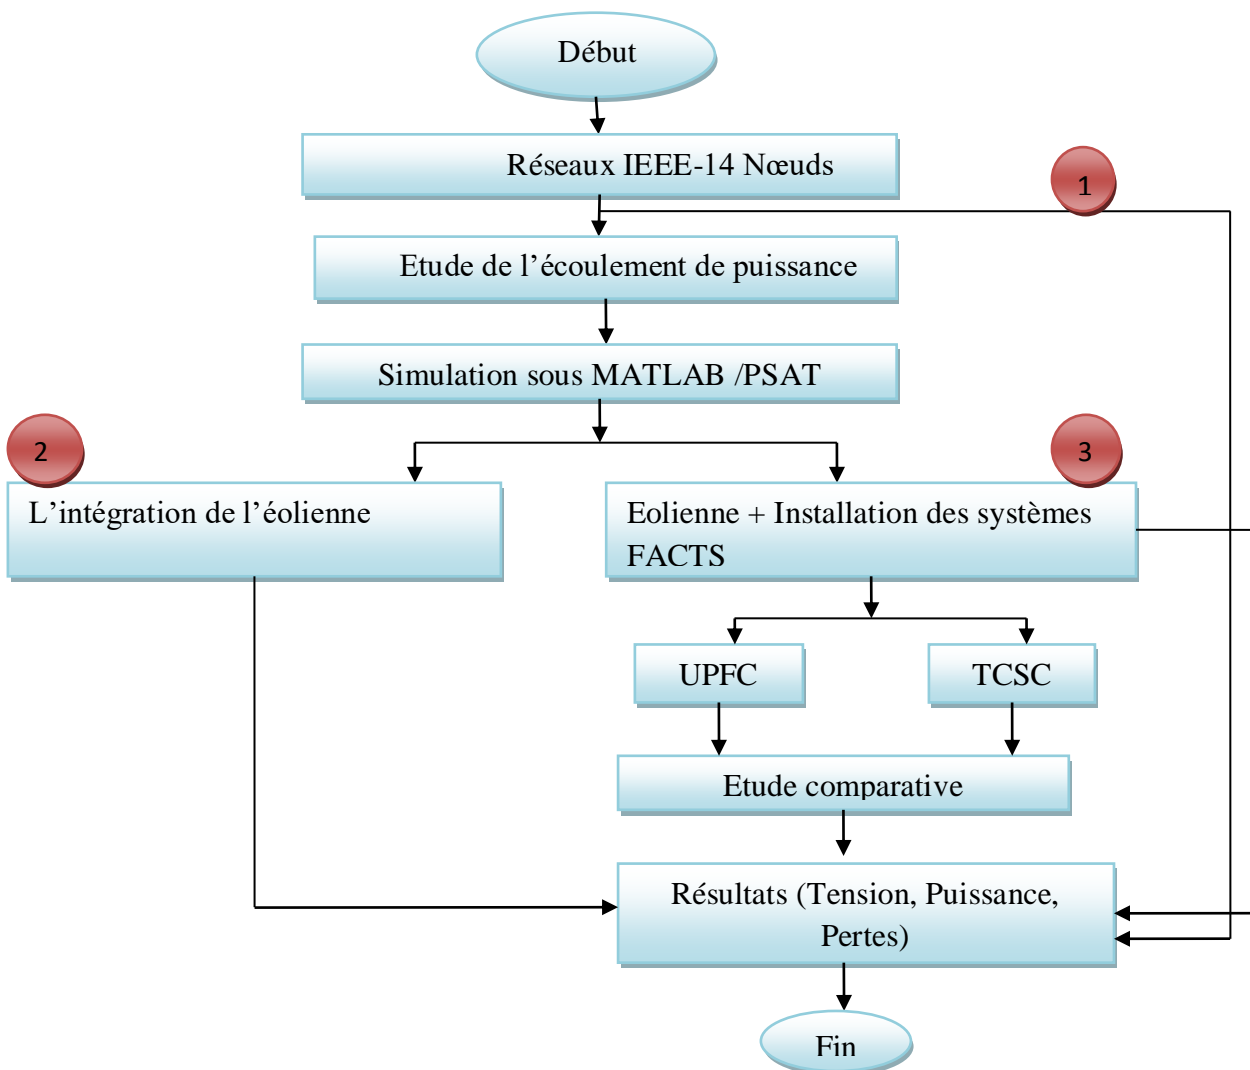 Début
Réseaux IEEE-14 Nœuds
1
Etude de l’écoulement de puissance
Simulation sous MATLAB /PSAT
2
3
L’intégration de l’éolienne
Eolienne + Installation des systèmes
FACTS
UPFC
TCSC
Etude comparative
Résultats (Tension, Puissance,
Pertes)
Fin